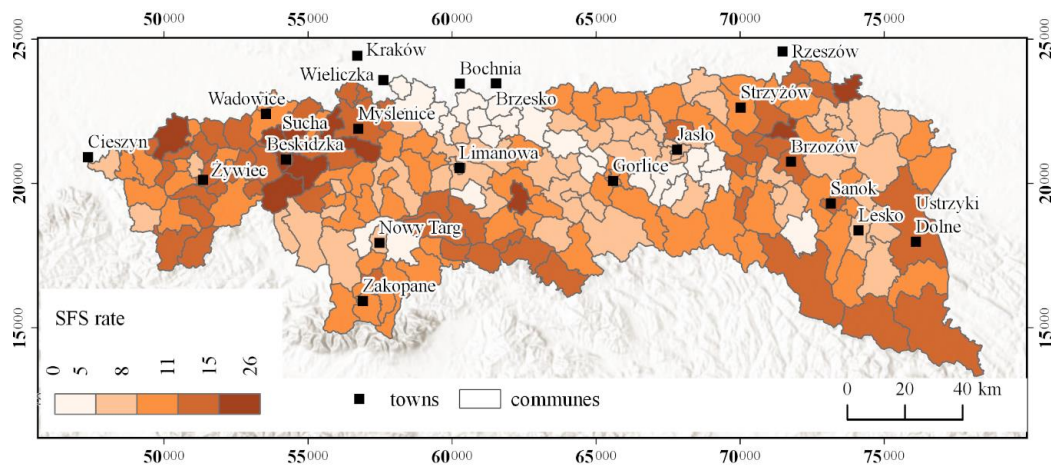 50000 55000 60000 65000 70000 75000
25000 25000
Kraków
Rzeszów
Wieliczka
Bochnia
Brzesko
Wadowice
Strzyżów
Sucha
Beskidzka
Myślenice
Cieszyn
Jasło
Brzozów
Limanowa
Żywiec
Gorlice
20000 20000
Sanok
Ustrzyki
Dolne
Lesko
Nowy Targ
Zakopane
SFS rate
15000 15000
0 5 8 11 15 26
towns
communes
0 20 40 km
50000 55000 60000 65000 70000 75000